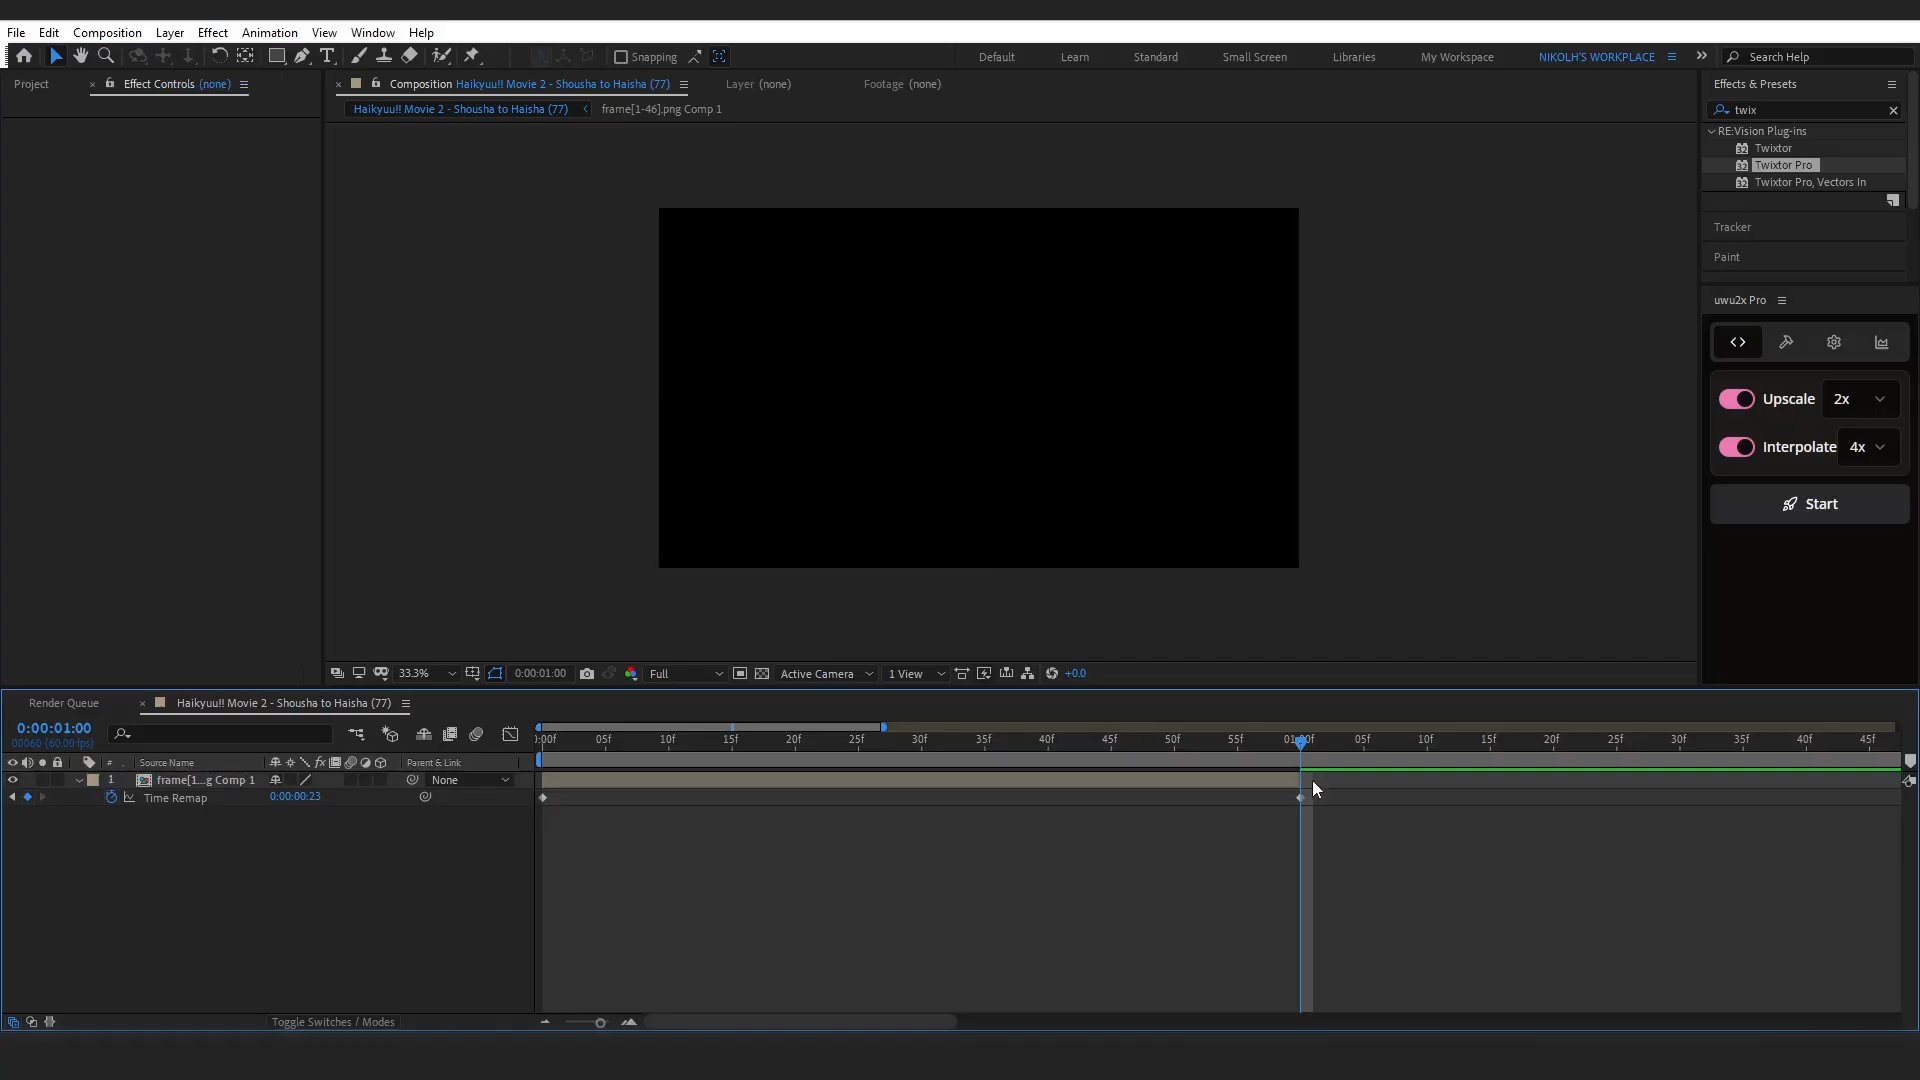 File Edit Composition Layer Effect Animation View Window Help
Snapping Default Learn Standard Small Screen Libraries My Workspace NIKOLH'S WORKPLACE Search Help
Project Effect Controls (none) Composition Haikyuu!! Movie 2 - Shousha to Haisha (77) Layer (none) Footage (none) Effects & Presets
Haikyuu!! Movie 2 - Shousha to Haisha (77) frame[1-46].png Comp 1
twix
RE:Vision Plug-ins
Twixtor
Twixtor Pro
Twixtor Pro, Vectors In
Tracker
Paint
uwu2x Pro
Upscale 2x
Interpolate 4x
Start
33.3% 0:00:01:00 Full Active Camera 1 View +0.0
Render Queue Haikyuu!! Movie 2 - Shousha to Haisha (77)
0:00:01:00
00060 (60.00 fps)
05f 10f 15f 20f 25f 30f 35f 40f 45f 50f 55f 05f 10f 15f 20f 25f 30f 35f 40f 45f
# Source Name fx Parent & Link
1 frame[1...g Comp 1 None
Time Remap 0:00:00:23
Toggle Switches / Modes